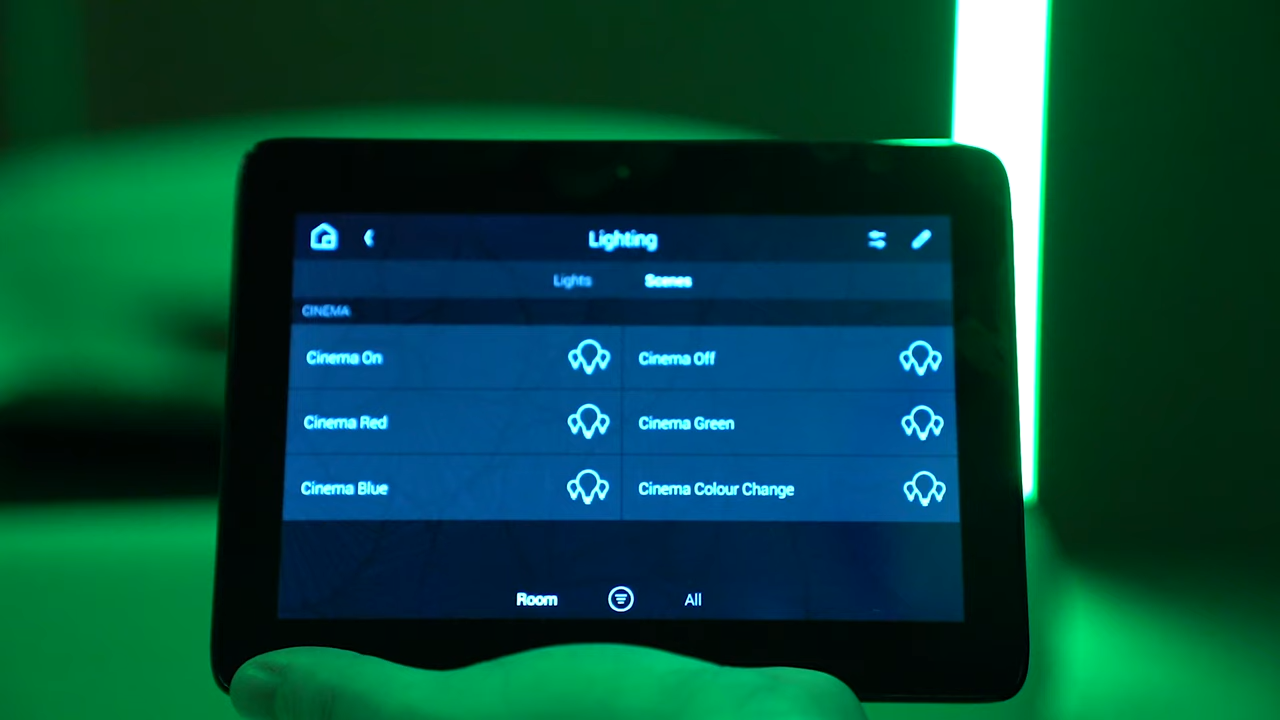 Lighting
Lights Scenes
CINEMA
Cinema On Cinema Off
Cinema Red Cinema Green
Cinema Blue Cinema Colour Change
Room All